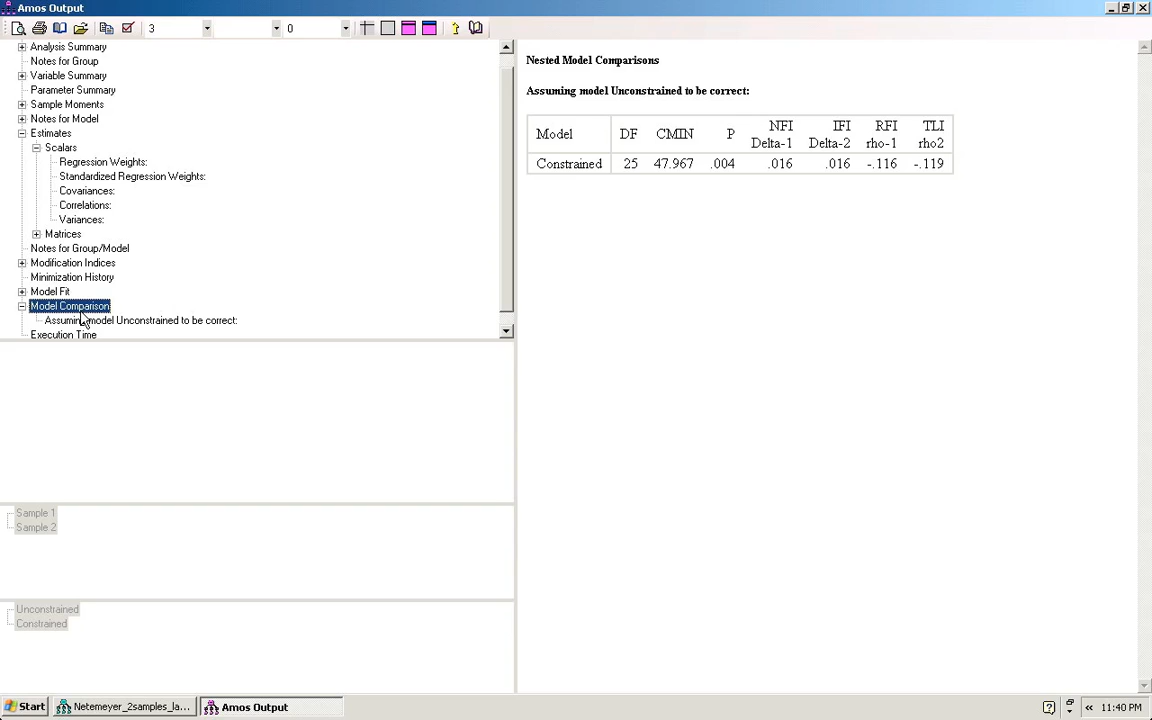 Amos Output
3
0
Analysis Summary
Notes for Group
Variable Summary
Parameter Summary
Sample Moments
Notes for Model
Estimates
Scalars
Regression Weights:
Standardized Regression Weights:
Covariances:
Correlations:
Variances:
Matrices
Notes for Group/Model
Modification Indices
Minimization History
Model Fit
Model Comparison
Assuming model Unconstrained to be correct:
Execution Time
Sample 1
Sample 2
Unconstrained
Constrained
Nested Model Comparisons
Assuming model Unconstrained to be correct:
Model DF CMIN P NFI Delta-1 IFI Delta-2 RFI rho-1 TLI rho2
Constrained 25 47.967 .004 .016 .016 -.116 -.119
Start Netemeyer_2samples_la... Amos Output 11:40 PM